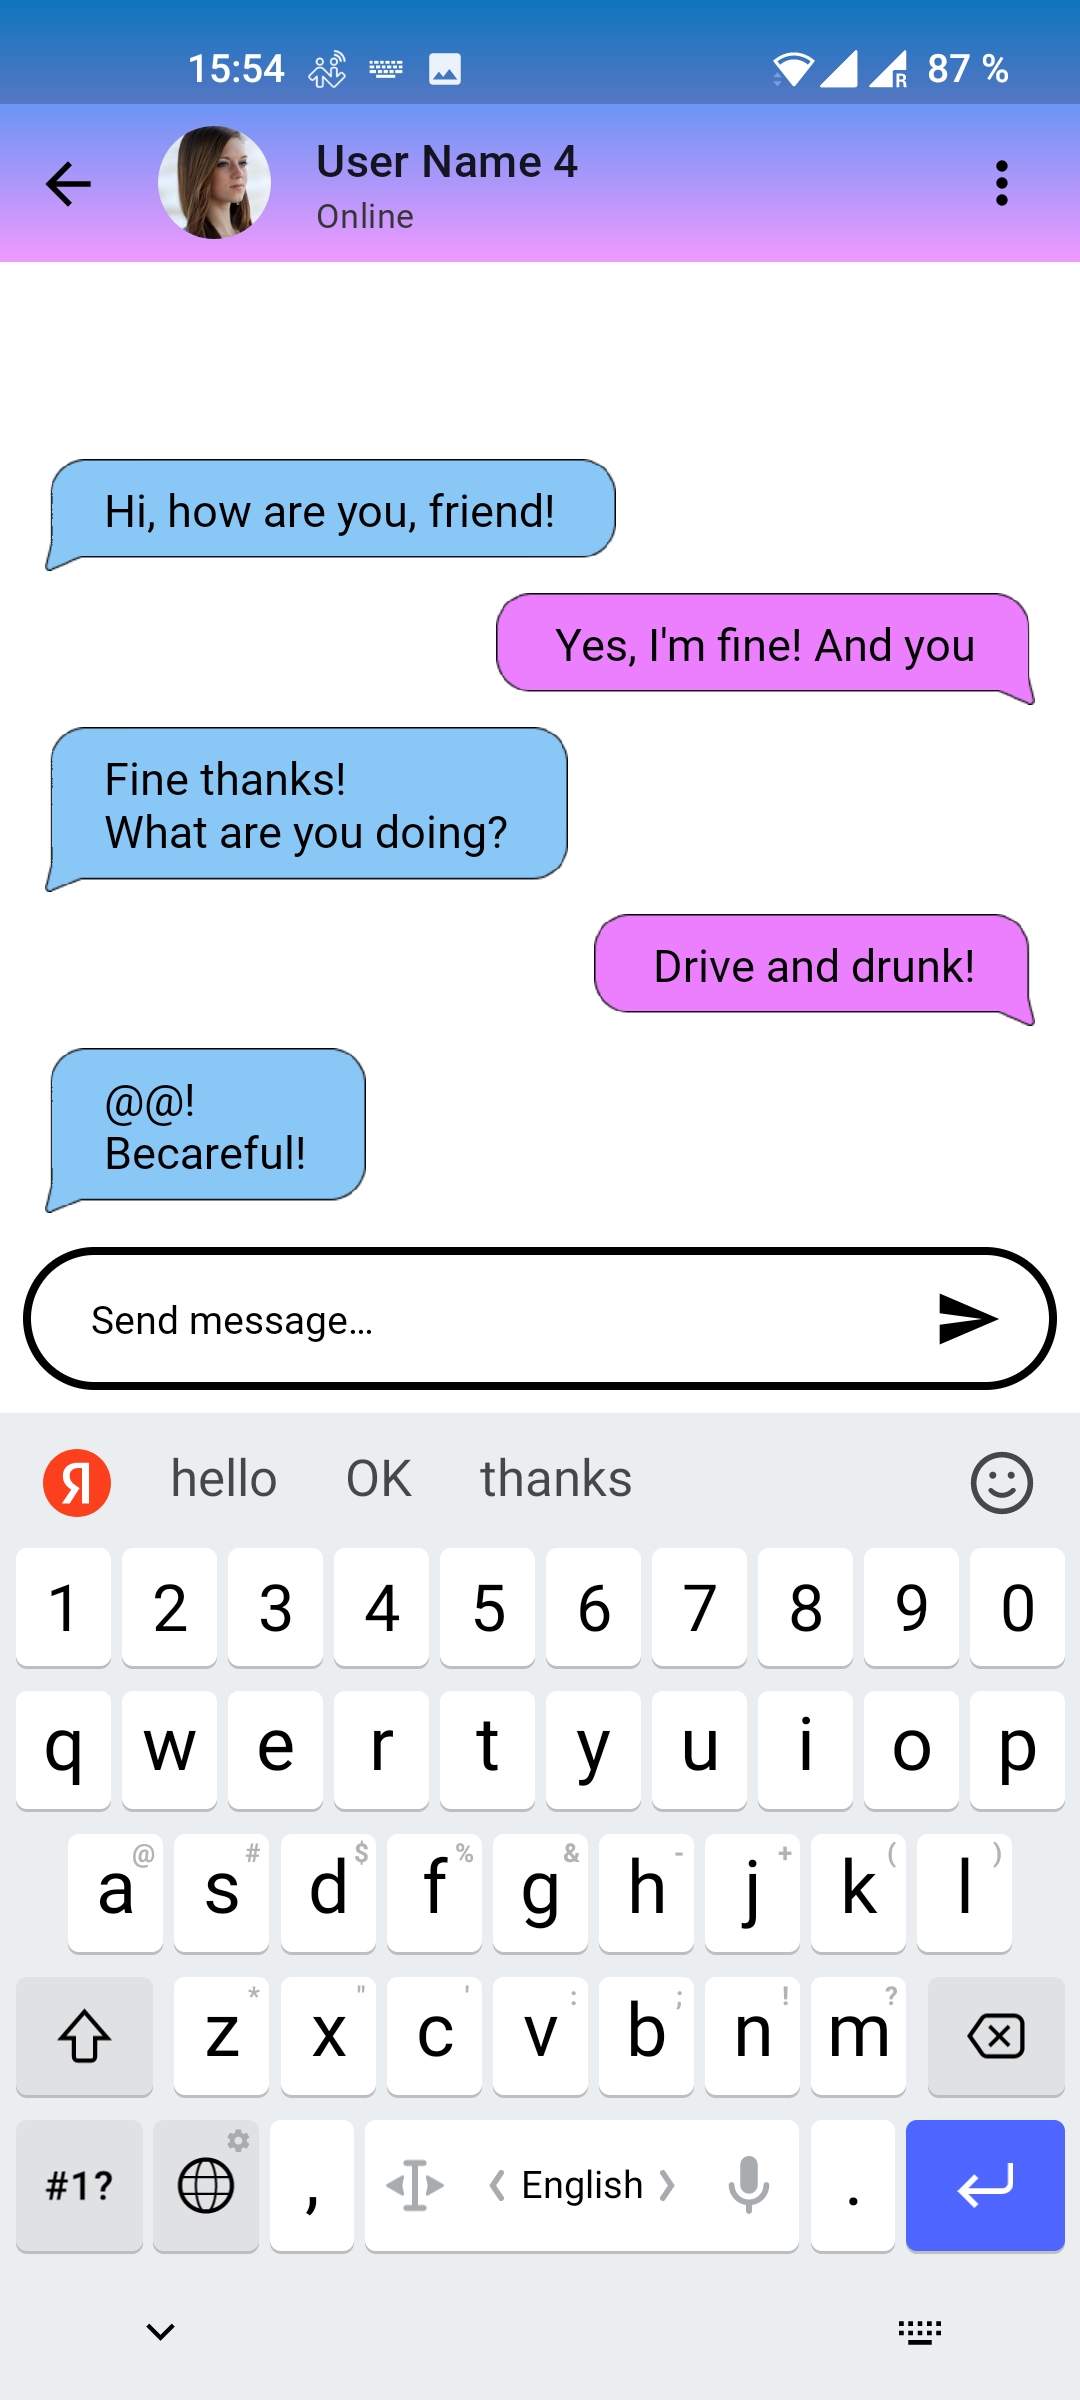 15:54 R 87 %
User Name 4
Online
Hi, how are you, friend!
Yes, I'm fine! And you
Fine thanks!
What are you doing?
Drive and drunk!
@@!
Becareful!
Send message...
Я hello OK thanks
1 2 3 4 5 6 7 8 9 0
q w e r t y u i o p
@ # $ % & - + ( )
a s d f g h j k l
* " ' : ; ! ?
z x c v b n m
#1? , English .